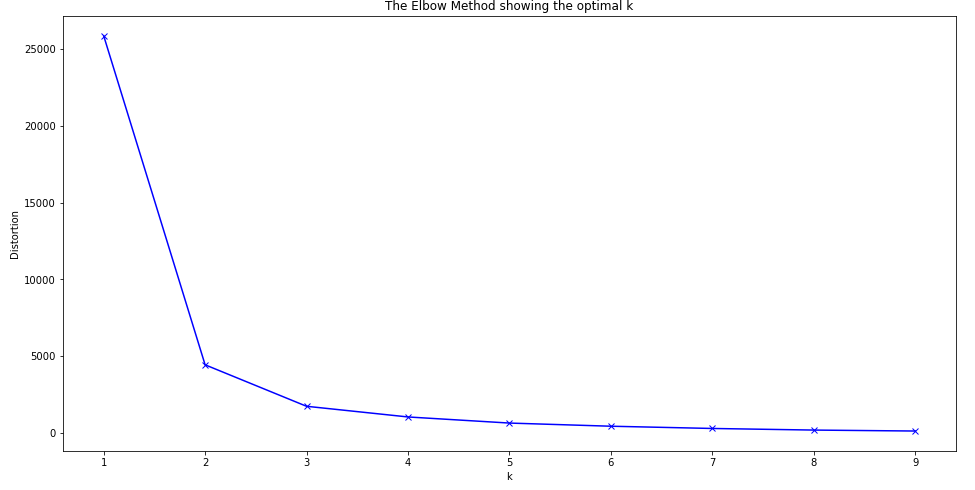 The Elbow Method showing the optimal k
25000
20000
15000
10000
5000
0
Distortion
1 2 3 4 5 6 7 8 9
k